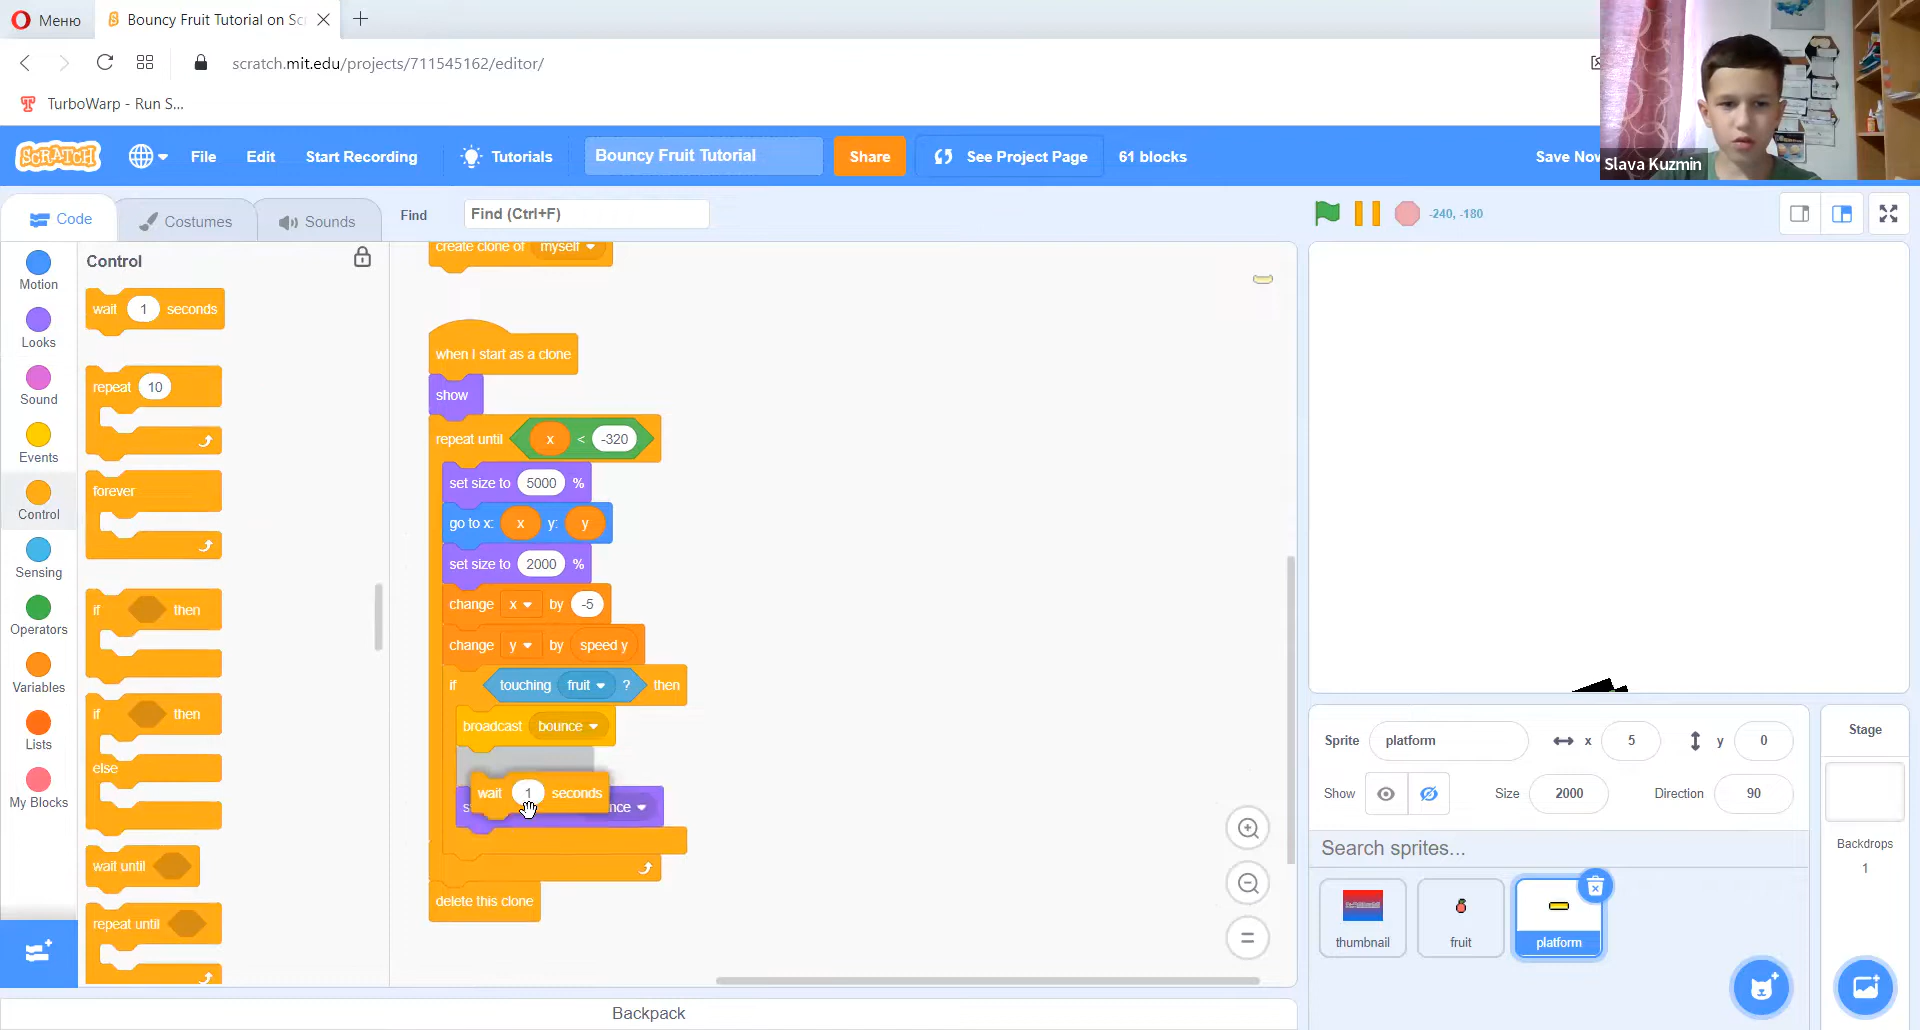 Меню
Bouncy Fruit Tutorial on Sc
scratch.mit.edu/projects/711545162/editor/
TurboWarp - Run S...
SCRATCH
File
Edit
Start Recording
Tutorials
Bouncy Fruit Tutorial
Share
See Project Page
61 blocks
Save Now
Slava Kuzmin
Code
Costumes
Sounds
Find
Find (Ctrl+F)
-240, -180
Motion
Looks
Sound
Events
Control
Sensing
Operators
Variables
Lists
My Blocks
Control
wait 1 seconds
repeat 10
forever
if then
if then
else
wait until
repeat until
create clone of myself
when I start as a clone
show
repeat until x < -320
set size to 5000 %
go to x: x y: y
set size to 2000 %
change x by -5
change y by speed y
if touching fruit ? then
broadcast bounce
wait 1 seconds
s nce
delete this clone
Sprite platform x 5 y 0
Show Size 2000 Direction 90
Search sprites...
thumbnail
fruit
platform
Stage
Backdrops
1
Backpack